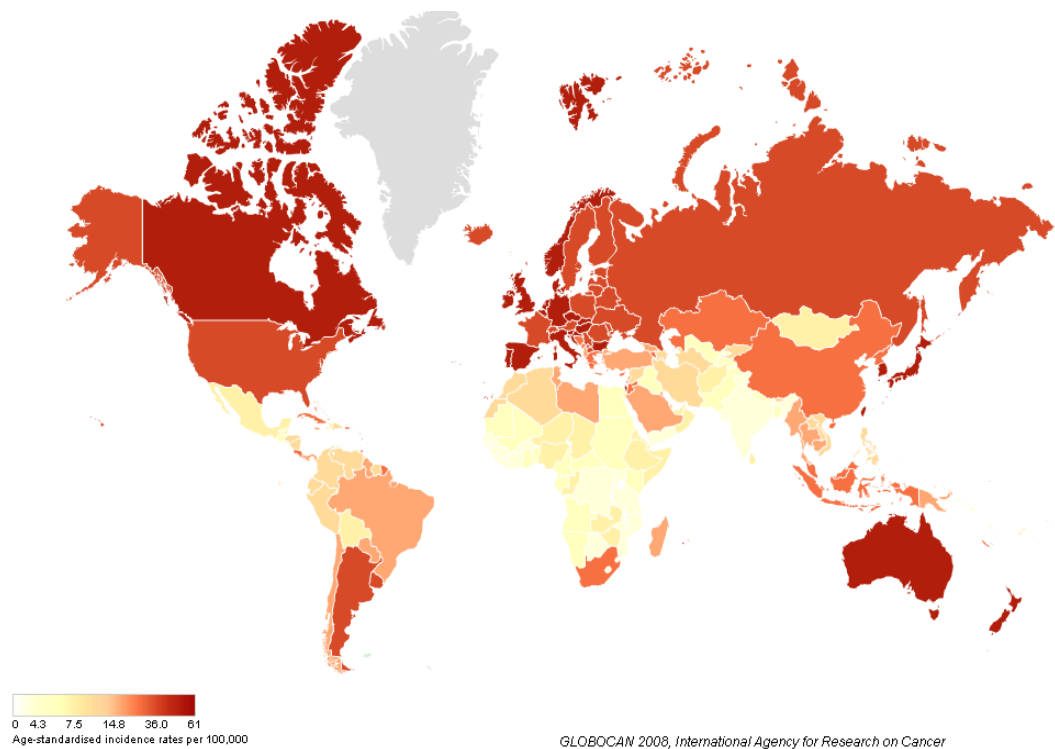 0 4.3 7.5 14.8 36.0 61
Age-standardised incidence rates per 100,000
GLOBOCAN 2008, International Agency for Research on Cancer